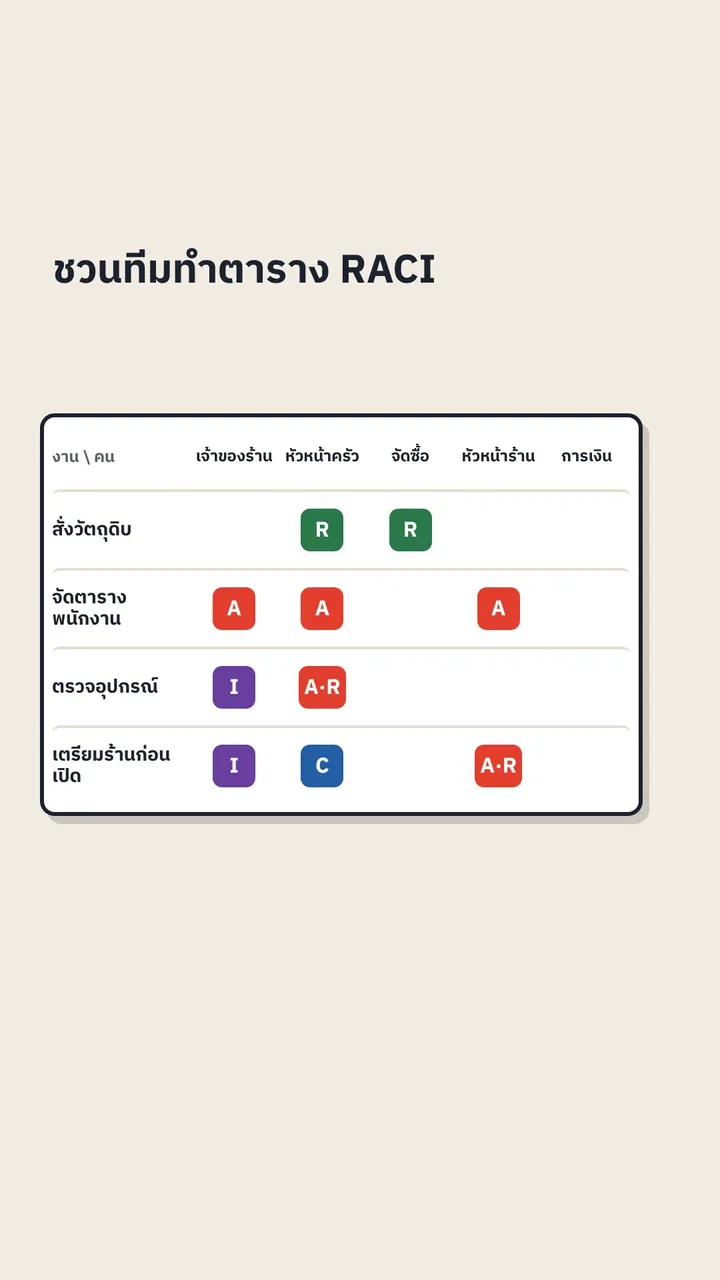 ชวนทีมทำตาราง RACI
งาน \ คน เจ้าของร้าน หัวหน้าครัว จัดซื้อ หัวหน้าร้าน การเงิน
สั่งวัตถุดิบ R R
จัดตาราง
พนักงาน A A A
ตรวจอุปกรณ์ I A·R
เตรียมร้านก่อน
เปิด I C A·R